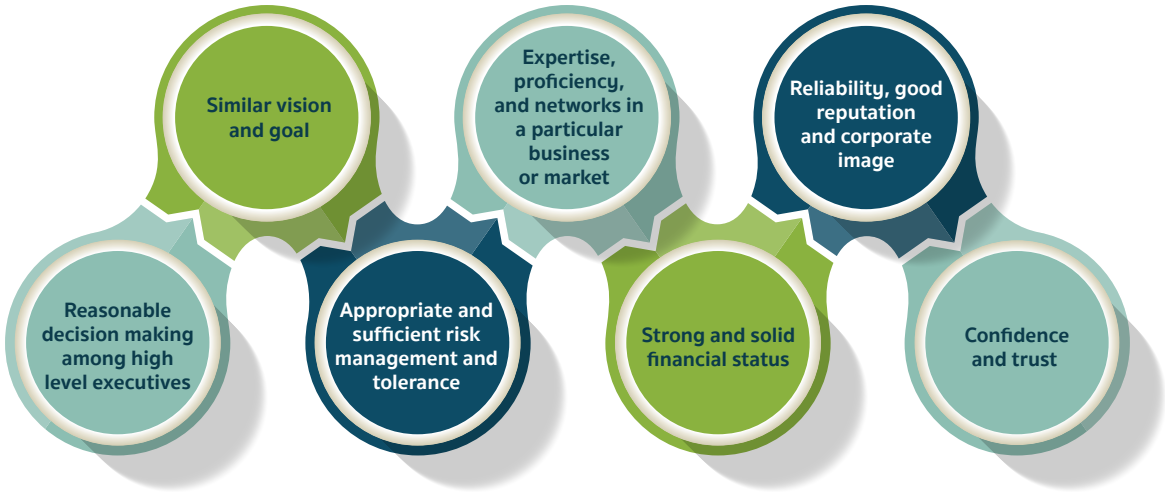 Similar vision
and goal
Expertise,
proficiency,
and networks in
a particular
business
or market
Reliability, good
reputation
and corporate
image
Reasonable
decision making
among high
level executives
Appropriate and
sufficient risk
management and
tolerance
Strong and solid
financial status
Confidence
and trust